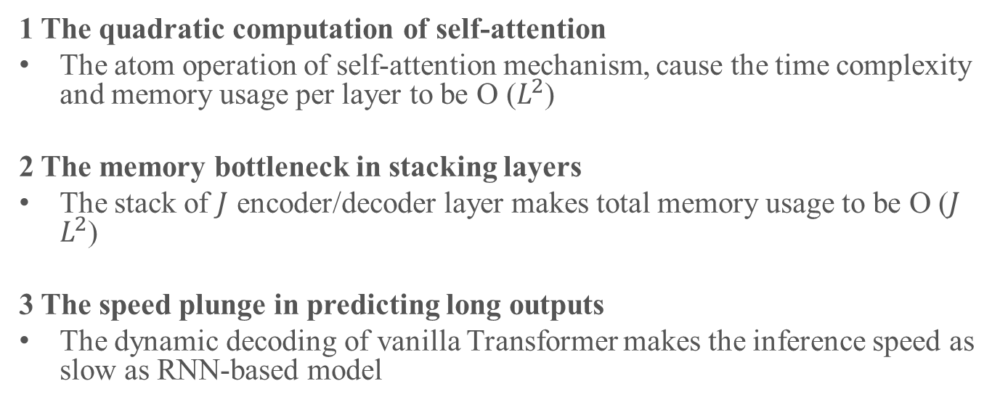 1 The quadratic computation of self-attention
• The atom operation of self-attention mechanism, cause the time complexity
and memory usage per layer to be O (L²)
2 The memory bottleneck in stacking layers
• The stack of J encoder/decoder layer makes total memory usage to be O (J
L²)
3 The speed plunge in predicting long outputs
• The dynamic decoding of vanilla Transformer makes the inference speed as
slow as RNN-based model